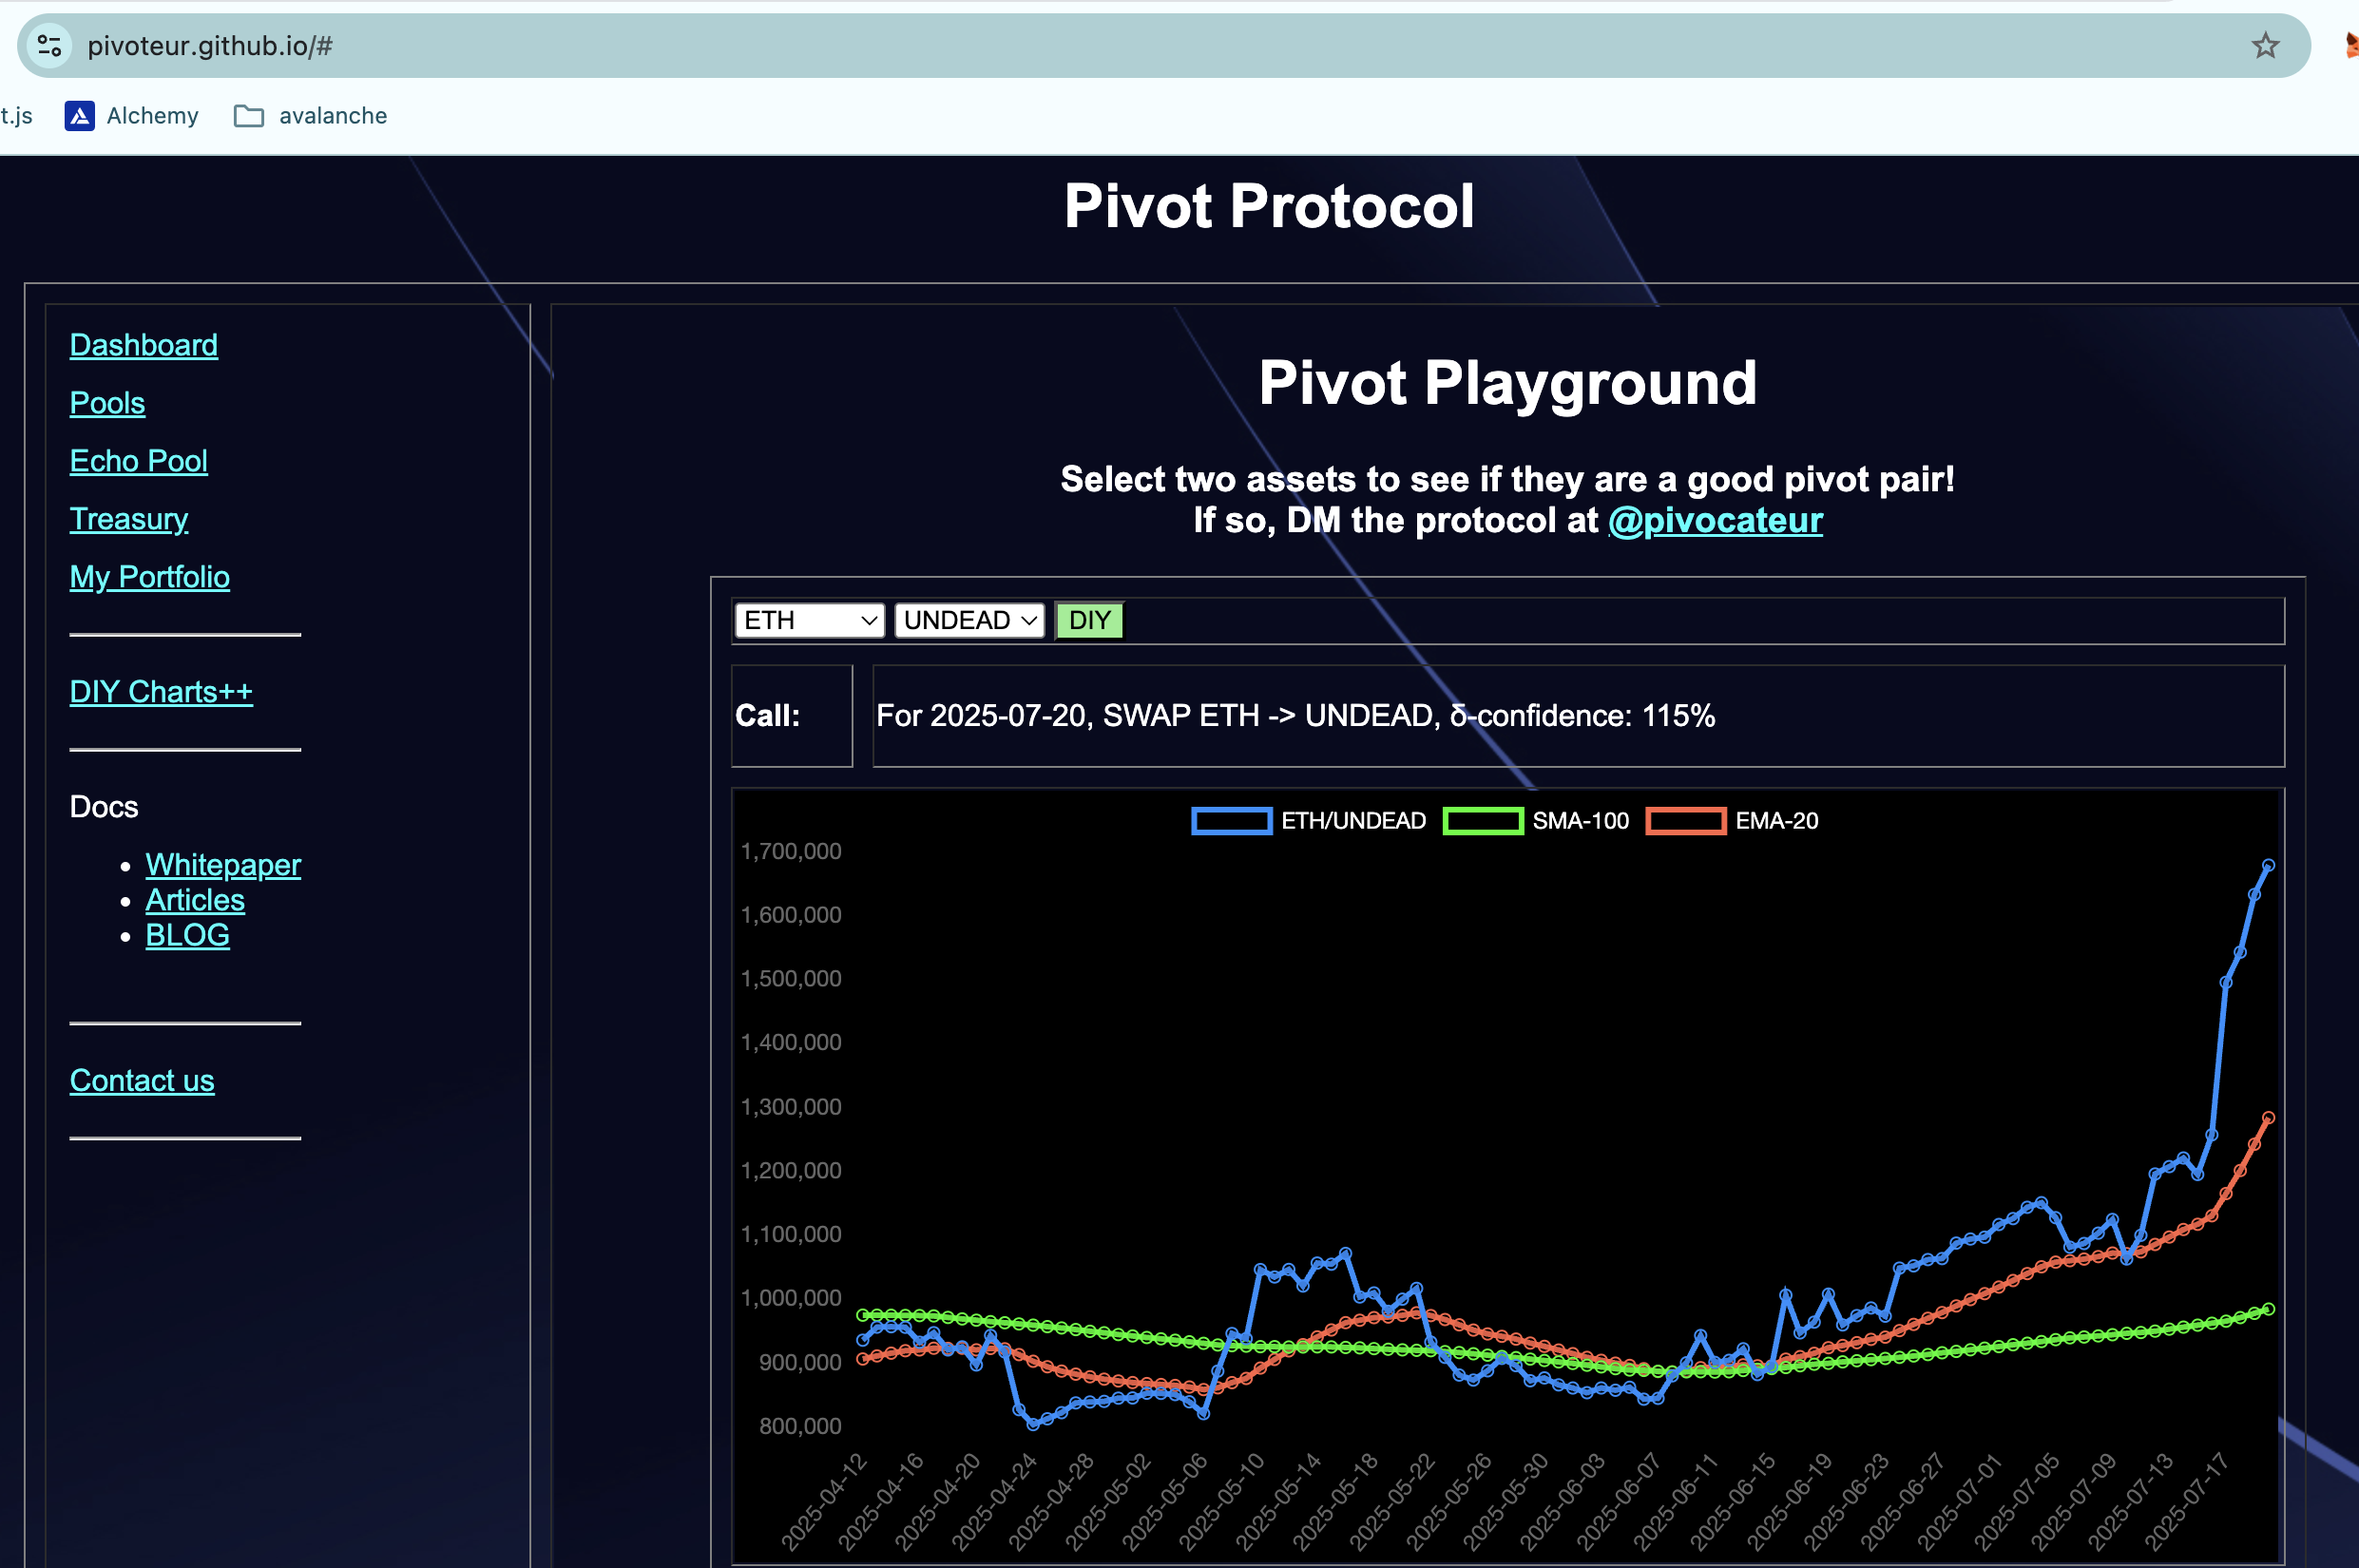 pivoteur.github.io/#
t.js Alchemy avalanche
Pivot Protocol
Dashboard
Pools
Echo Pool
Treasury
My Portfolio
DIY Charts++
Docs
Whitepaper
Articles
BLOG
Contact us
Pivot Playground
Select two assets to see if they are a good pivot pair!
If so, DM the protocol at @pivocateur
ETH UNDEAD DIY
Call: For 2025-07-20, SWAP ETH -> UNDEAD, δ-confidence: 115%
ETH/UNDEAD SMA-100 EMA-20
1,700,000
1,600,000
1,500,000
1,400,000
1,300,000
1,200,000
1,100,000
1,000,000
900,000
800,000
2025-04-12
2025-04-16
2025-04-20
2025-04-24
2025-04-28
2025-05-02
2025-05-06
2025-05-10
2025-05-14
2025-05-18
2025-05-22
2025-05-26
2025-05-30
2025-06-03
2025-06-07
2025-06-11
2025-06-15
2025-06-19
2025-06-23
2025-06-27
2025-07-01
2025-07-05
2025-07-09
2025-07-13
2025-07-17